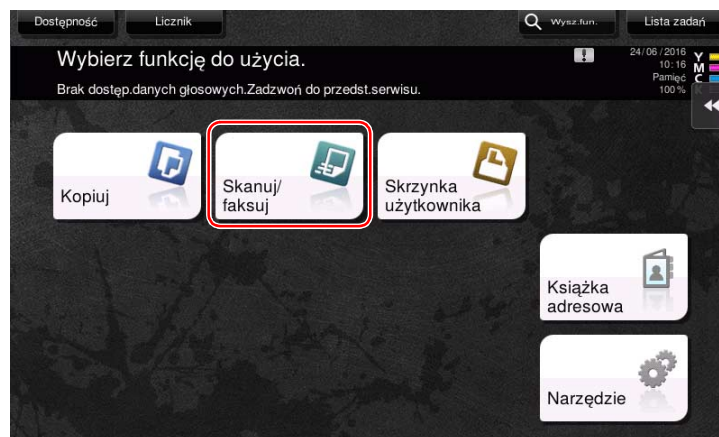 Dostępność
Licznik
Wysz.fun.
Lista zadań
Wybierz funkcję do użycia.
Brak dostęp.danych głosowych.Zadzwoń do przedst.serwisu.
24/06/2016
10:16
Pamięć
100%
Y
M
C
K
Kopiuj
Skanuj/
faksuj
Skrzynka
użytkownika
Książka
adresowa
Narzędzie